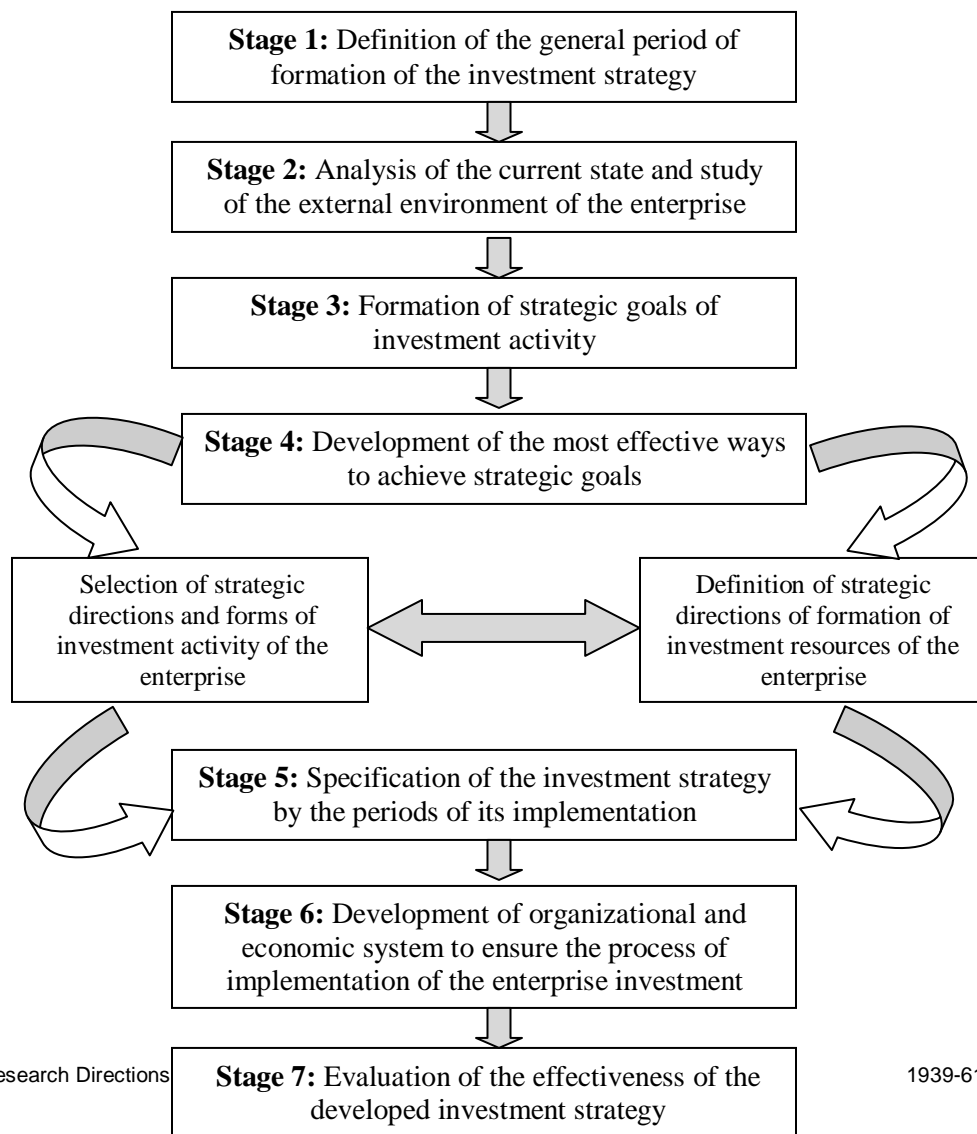 Stage 1: Definition of the general period of
formation of the investment strategy
Stage 2: Analysis of the current state and study
of the external environment of the enterprise
Stage 3: Formation of strategic goals of
investment activity
Stage 4: Development of the most effective ways
to achieve strategic goals
Selection of strategic
directions and forms of
investment activity of the
enterprise
Definition of strategic
directions of formation of
investment resources of the
enterprise
Stage 5: Specification of the investment strategy
by the periods of its implementation
Stage 6: Development of organizational and
economic system to ensure the process of
implementation of the enterprise investment
esearch Directions
1939-61
Stage 7: Evaluation of the effectiveness of the
developed investment strategy